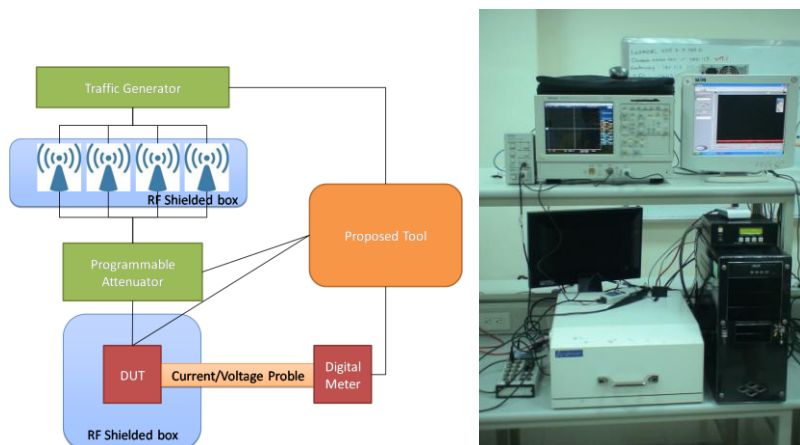 Traffic Generator
RF Shielded box
Proposed Tool
Programmable
Attenuator
DUT
Current/Voltage Proble
Digital
Meter
RF Shielded box